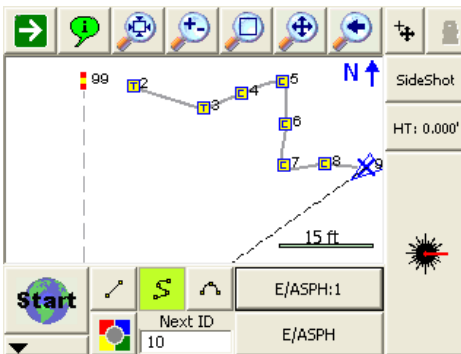 99
T 2
T 3
C 4
C 5
C 6
C 7
C 8
9
N
SideShot
HT: 0.000'
15 ft
Start
E/ASPH:1
Next ID
10
E/ASPH